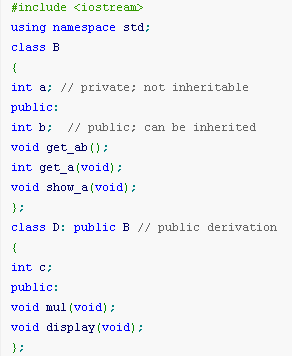 #include <iostream>
using namespace std;
class B
{
int a; // private; not inheritable
public:
int b;  // public; can be inherited
void get_ab();
int get_a(void);
void show_a(void);
};
class D: public B // public derivation
{
int c;
public:
void mul(void);
void display(void);
};